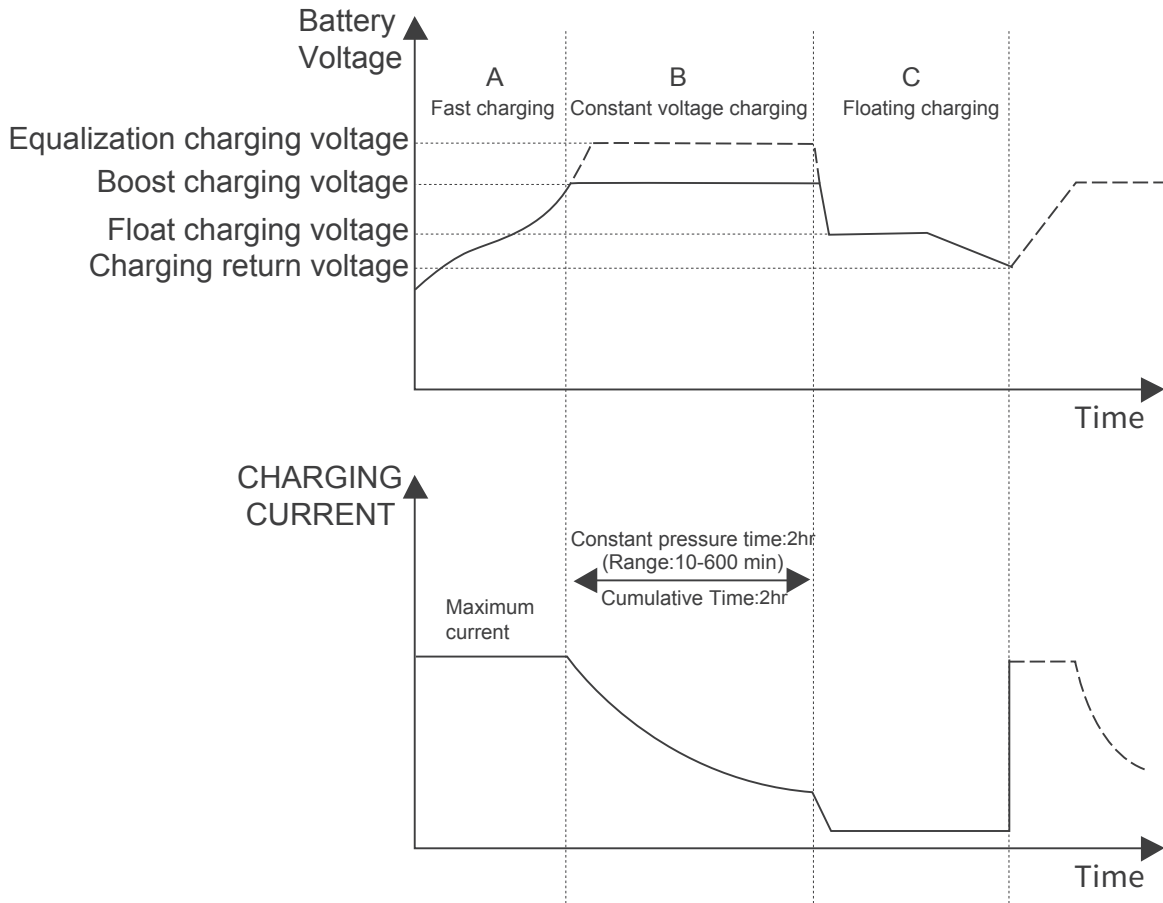 Battery
Voltage
A
B
C
Fast charging
Constant voltage charging
Floating charging
Equalization charging voltage
Boost charging voltage
Float charging voltage
Charging return voltage
Time
CHARGING
CURRENT
Constant pressure time:2hr
(Range:10-600 min)
Cumulative Time:2hr
Maximum
current
Time